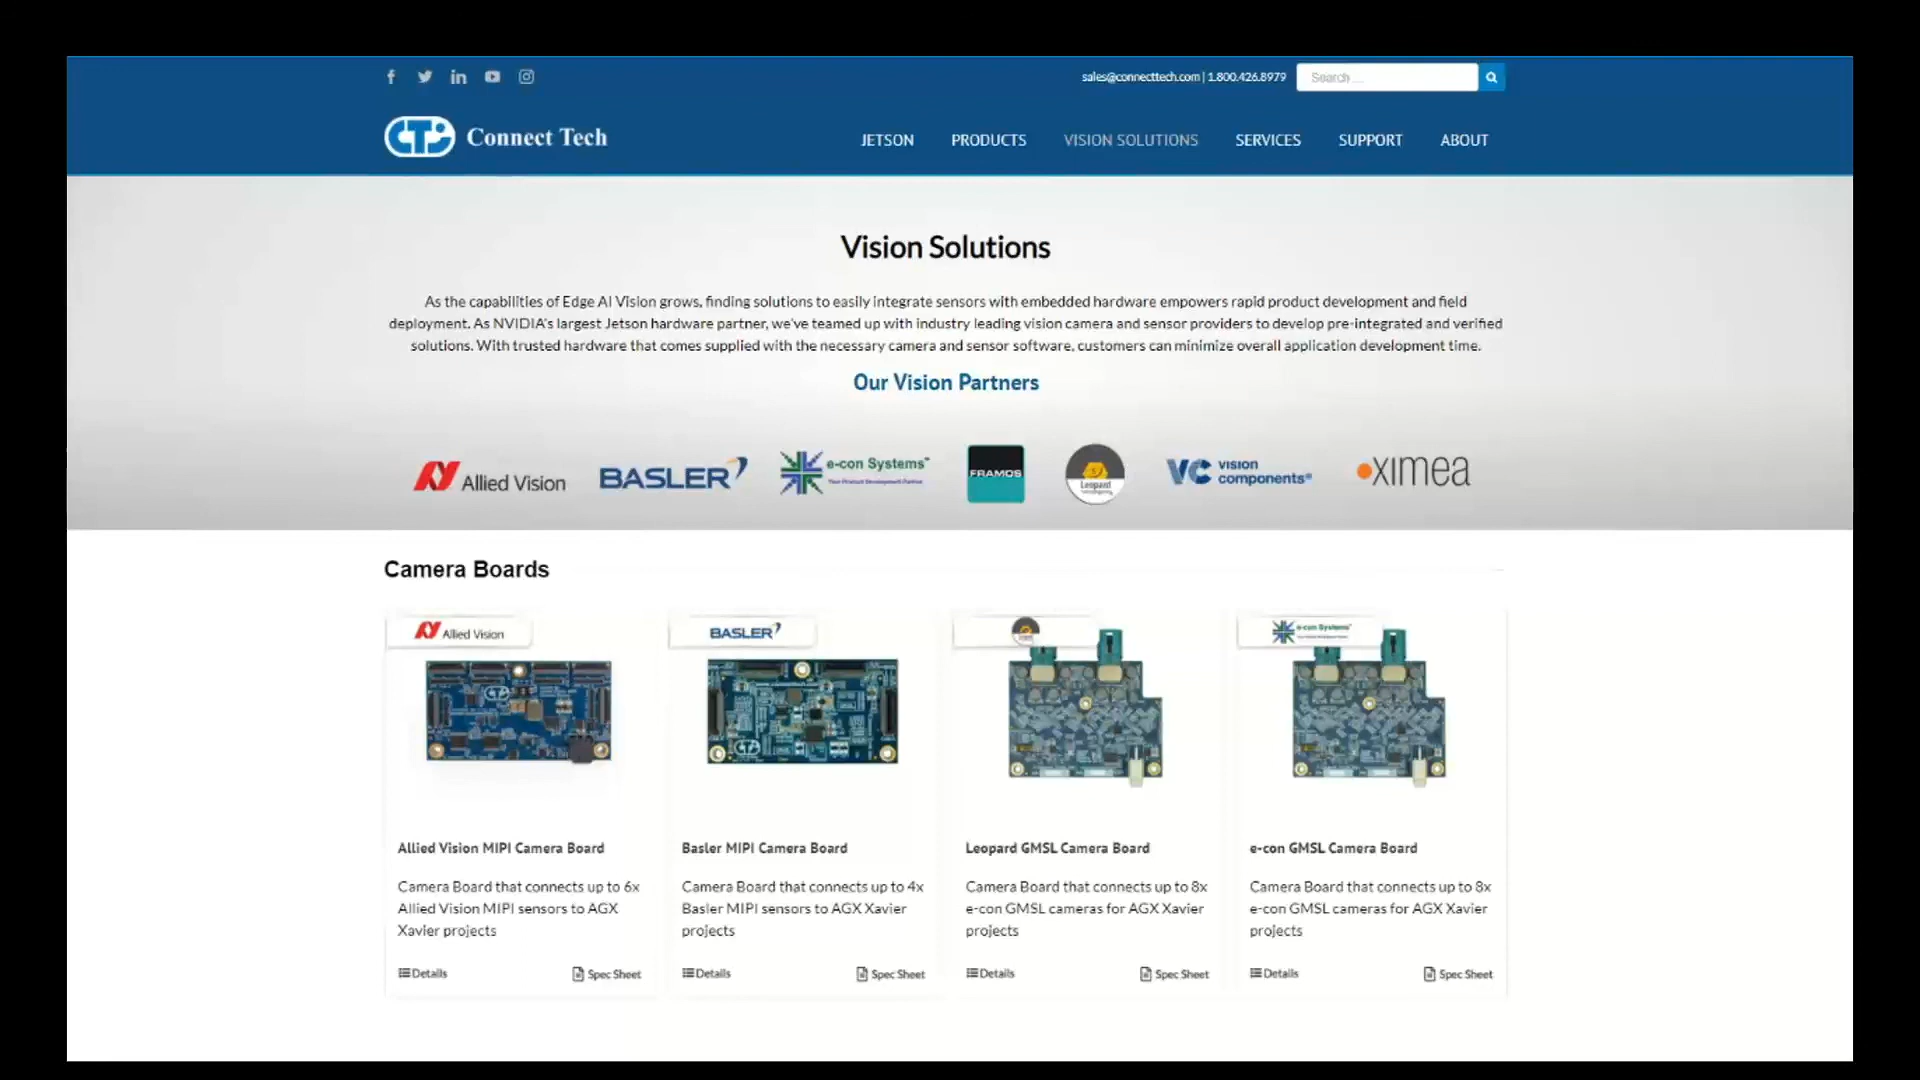 sales@connecttech.com | 1.800.426.8979
Search ...
CTi Connect Tech
JETSON PRODUCTS VISION SOLUTIONS SERVICES SUPPORT ABOUT
Vision Solutions
As the capabilities of Edge AI Vision grows, finding solutions to easily integrate sensors with embedded hardware empowers rapid product development and field
deployment. As NVIDIA's largest Jetson hardware partner, we've teamed up with industry leading vision camera and sensor providers to develop pre-integrated and verified
solutions. With trusted hardware that comes supplied with the necessary camera and sensor software, customers can minimize overall application development time.
Our Vision Partners
Allied Vision
BASLER
e-con Systems™
Your Product Development Partner
FRAMOS
Leopard
VC vision components®
XIMEA
Camera Boards
Allied Vision
BASLER
e-con Systems™
Allied Vision MIPI Camera Board
Camera Board that connects up to 6x
Allied Vision MIPI sensors to AGX
Xavier projects
Details Spec Sheet
Basler MIPI Camera Board
Camera Board that connects up to 4x
Basler MIPI sensors to AGX Xavier
projects
Details Spec Sheet
Leopard GMSL Camera Board
Camera Board that connects up to 8x
e-con GMSL cameras for AGX Xavier
projects
Details Spec Sheet
e-con GMSL Camera Board
Camera Board that connects up to 8x
e-con GMSL cameras for AGX Xavier
projects
Details Spec Sheet